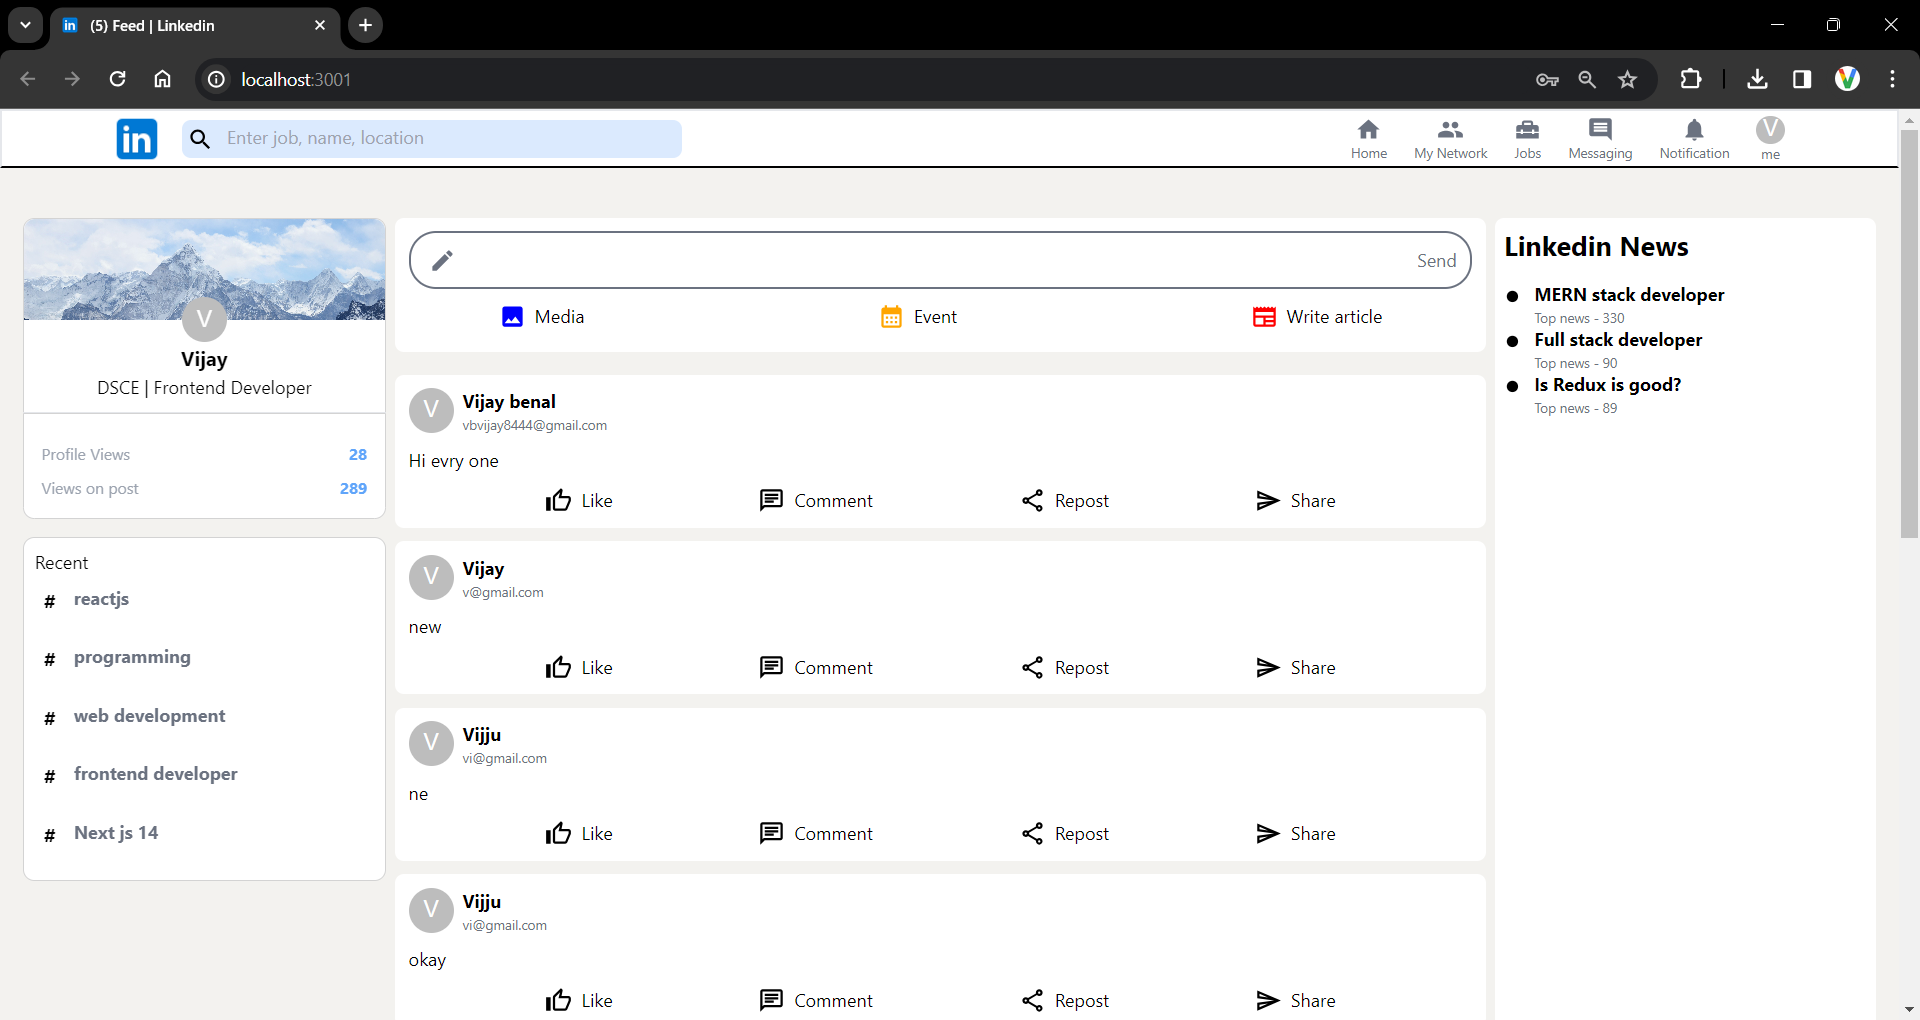 in (5) Feed | Linkedin
localhost:3001
in Enter job, name, location Home My Network Jobs Messaging Notification V me
V
Vijay
DSCE | Frontend Developer
Profile Views 28
Views on post 289
Recent
# reactjs
# programming
# web development
# frontend developer
# Next js 14
Send
Media Event Write article
V Vijay benal
vbvijay8444@gmail.com
Hi evry one
Like Comment Repost Share
V Vijay
v@gmail.com
new
Like Comment Repost Share
V Vijju
vi@gmail.com
ne
Like Comment Repost Share
V Vijju
vi@gmail.com
okay
Like Comment Repost Share
Linkedin News
MERN stack developer
Top news - 330
Full stack developer
Top news - 90
Is Redux is good?
Top news - 89